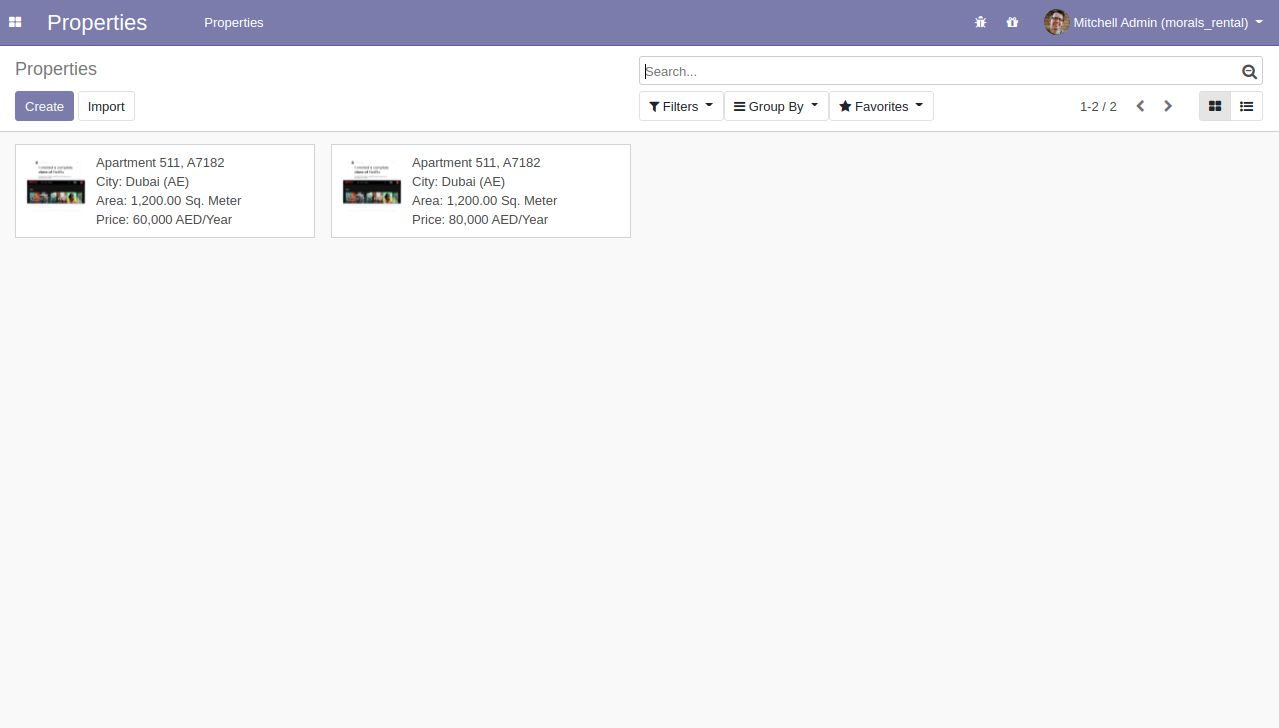 Properties
Properties
Mitchell Admin (morals_rental)
Properties
Search...
Create
Import
Filters
Group By
Favorites
1-2 / 2
Apartment 511, A7182
City: Dubai (AE)
Area: 1,200.00 Sq. Meter
Price: 60,000 AED/Year
Apartment 511, A7182
City: Dubai (AE)
Area: 1,200.00 Sq. Meter
Price: 80,000 AED/Year